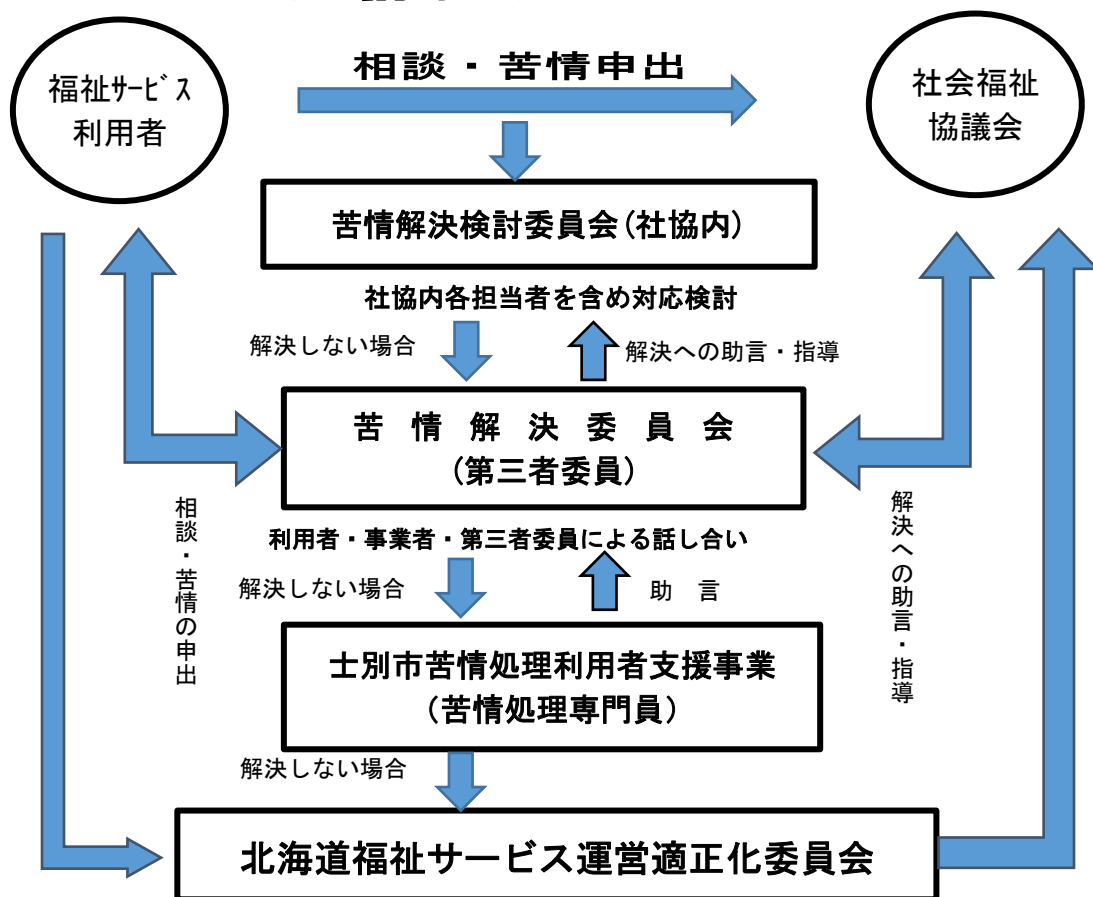 福祉ｻｰﾋﾞｽ
利用者
相談・苦情申出
社会福祉
協議会
苦情解決検討委員会(社協内)
社協内各担当者を含め対応検討
解決しない場合
解決への助言・指導
苦情解決委員会
(第三者委員)
利用者・事業者・第三者委員による話し合い
相談・苦情の申出
解決への助言・指導
解決しない場合
助　言
士別市苦情処理利用者支援事業
(苦情処理専門員)
解決しない場合
北海道福祉サービス運営適正化委員会